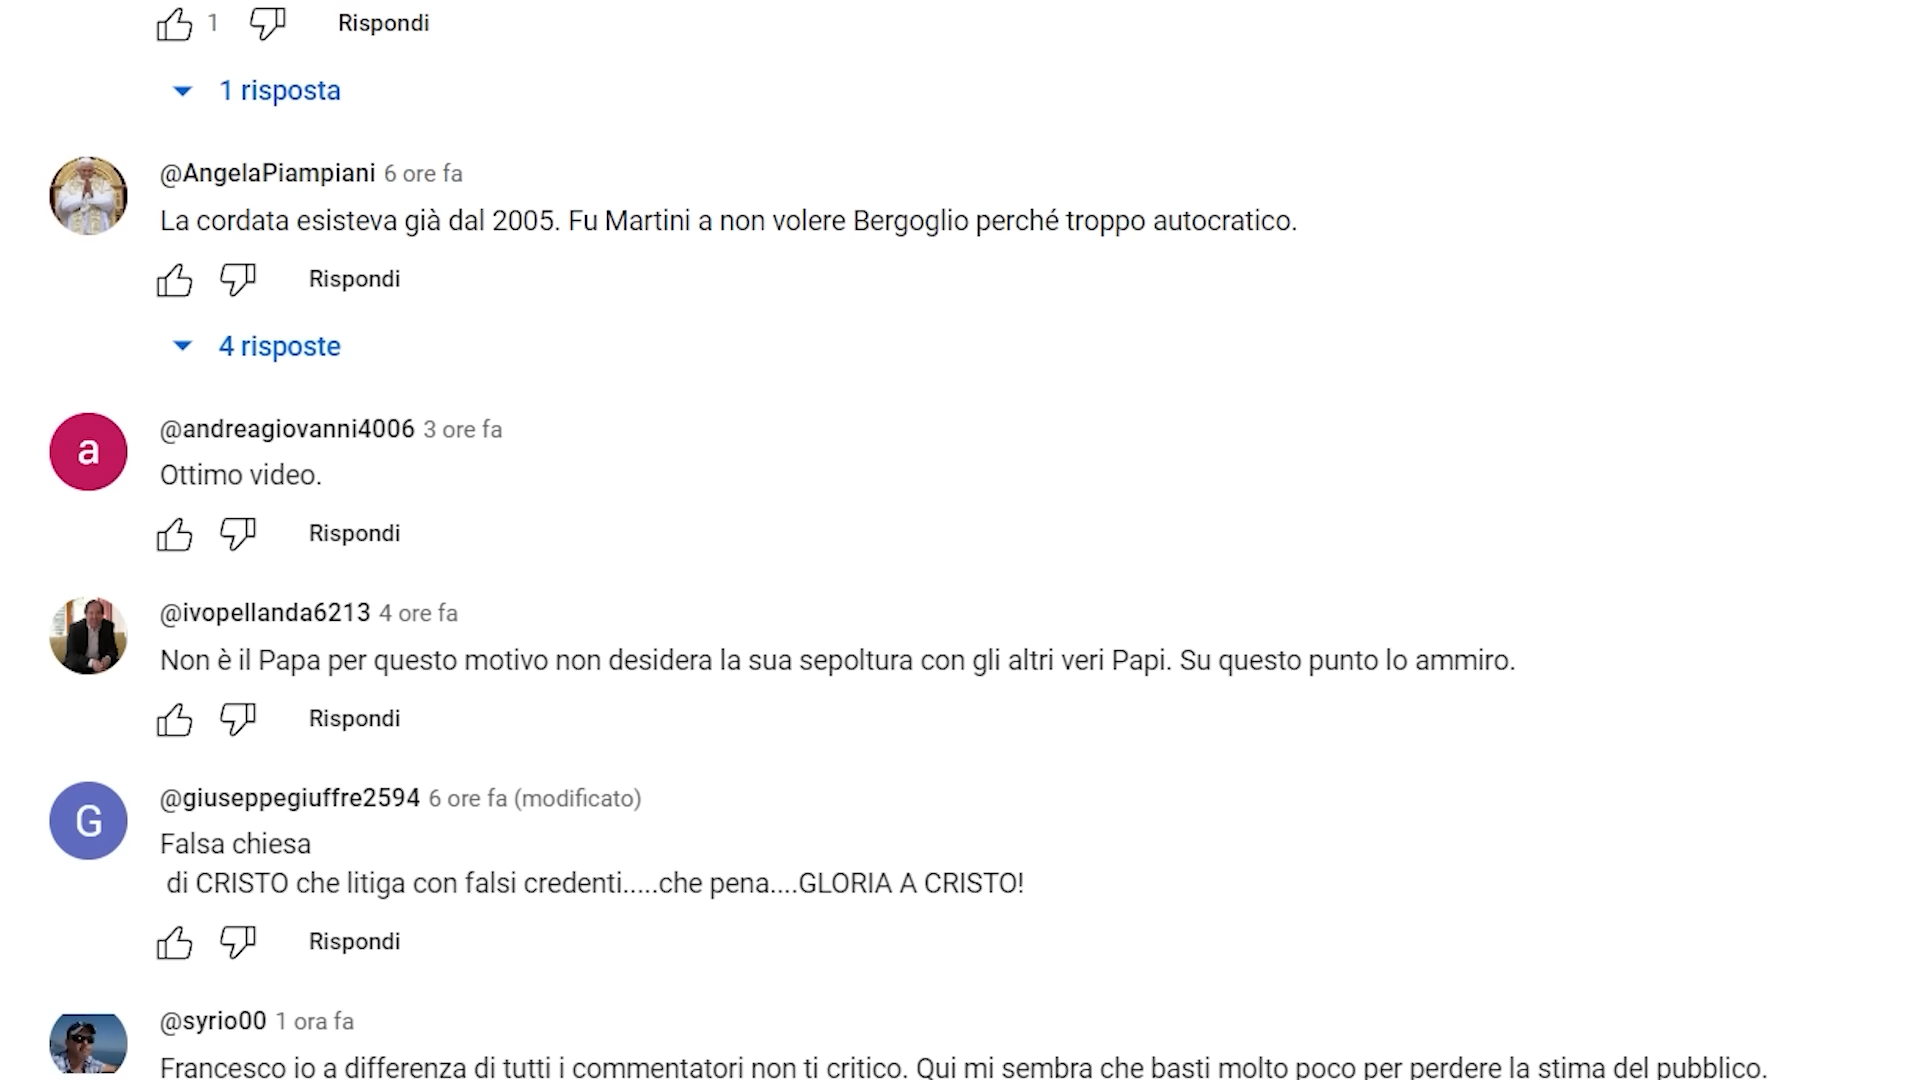 1 Rispondi
1 risposta
@AngelaPiampiani 6 ore fa
La cordata esisteva già dal 2005. Fu Martini a non volere Bergoglio perché troppo autocratico.
Rispondi
4 risposte
a
@andreagiovanni4006 3 ore fa
Ottimo video.
Rispondi
@ivopellanda6213 4 ore fa
Non è il Papa per questo motivo non desidera la sua sepoltura con gli altri veri Papi. Su questo punto lo ammiro.
Rispondi
G
@giuseppegiuffre2594 6 ore fa (modificato)
Falsa chiesa
di CRISTO che litiga con falsi credenti.....che pena....GLORIA A CRISTO!
Rispondi
@syrio00 1 ora fa
Francesco io a differenza di tutti i commentatori non ti critico. Qui mi sembra che basti molto poco per perdere la stima del pubblico.